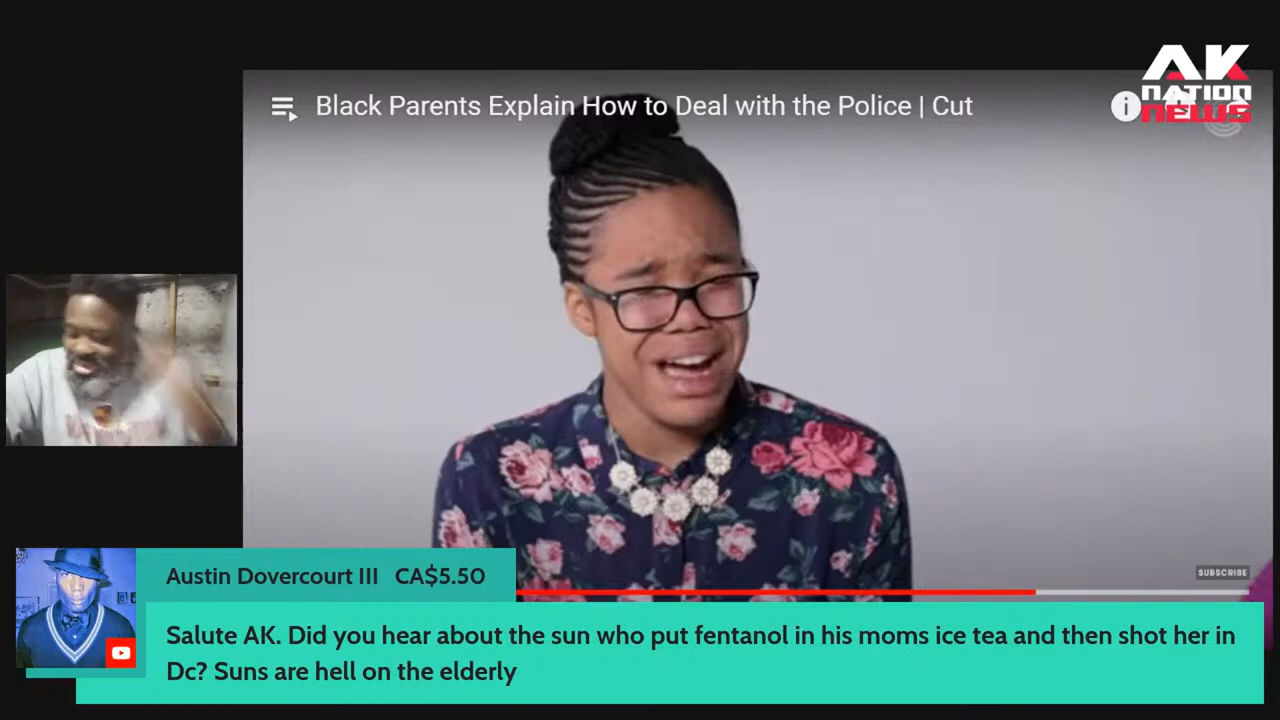 Black Parents Explain How to Deal with the Police | Cut
AK
NATION
NEWS
SUBSCRIBE
Austin Dovercourt III CA$5.50
Salute AK. Did you hear about the sun who put fentanol in his moms ice tea and then shot her in
Dc? Suns are hell on the elderly